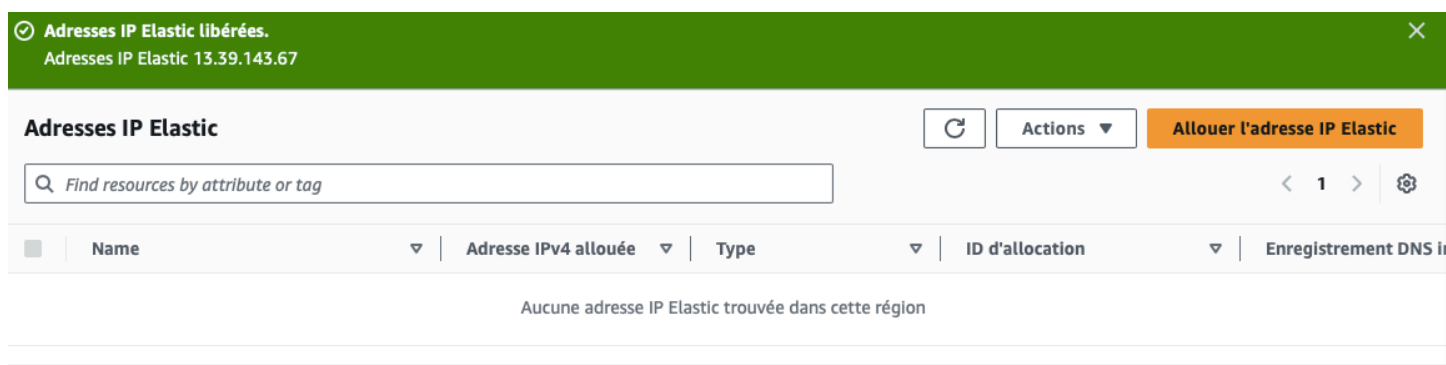 Adresses IP Elastic libérées.
Adresses IP Elastic 13.39.143.67
Adresses IP Elastic
Actions
Allouer l'adresse IP Elastic
Find resources by attribute or tag
1
Name Adresse IPv4 allouée Type ID d'allocation Enregistrement DNS i
Aucune adresse IP Elastic trouvée dans cette région